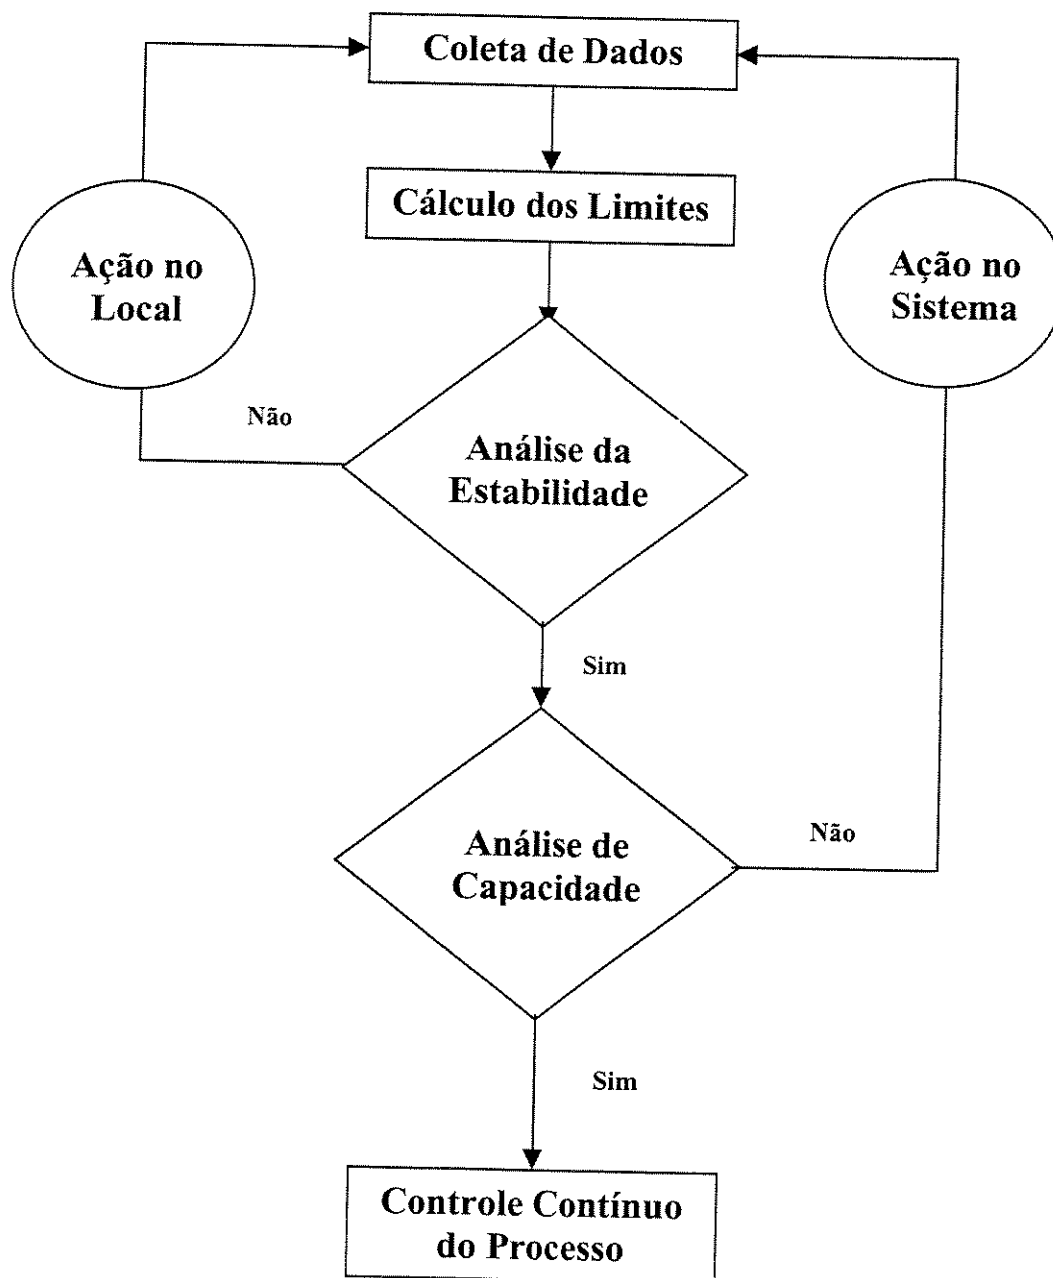 Coleta de Dados
Cálculo dos Limites
Ação no
Local
Ação no
Sistema
Não
Análise da
Estabilidade
Sim
Análise de
Capacidade
Não
Sim
Controle Contínuo
do Processo